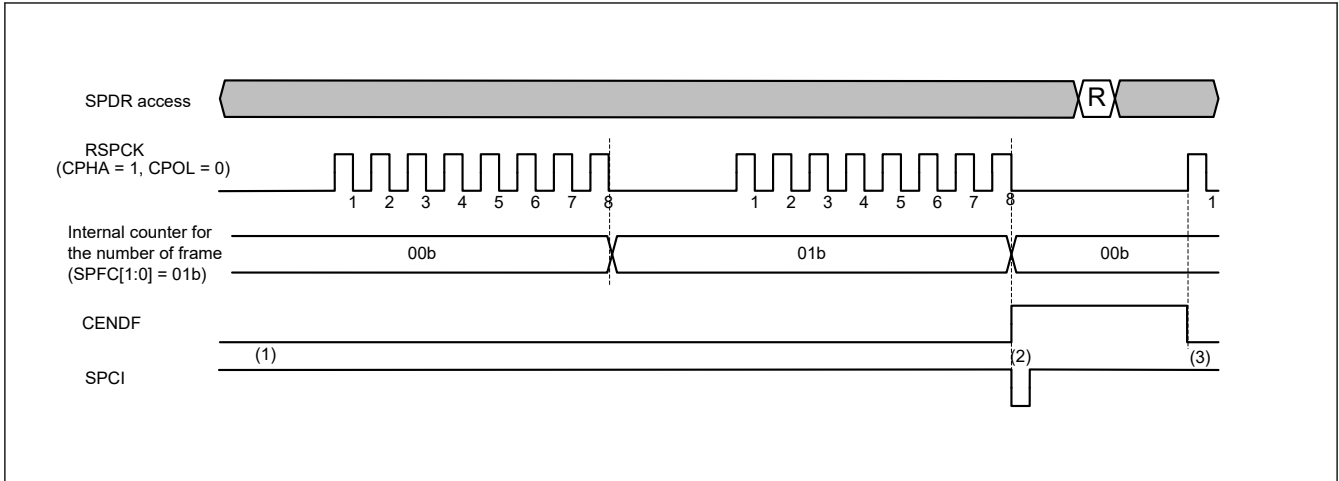 SPDR access
R
RSPCK
(CPHA = 1, CPOL = 0)
1 2 3 4 5 6 7 8 1 2 3 4 5 6 7 8 1
Internal counter for
the number of frame
(SPFC[1:0] = 01b)
00b 01b 00b
CENDF
(1) (2) (3)
SPCI